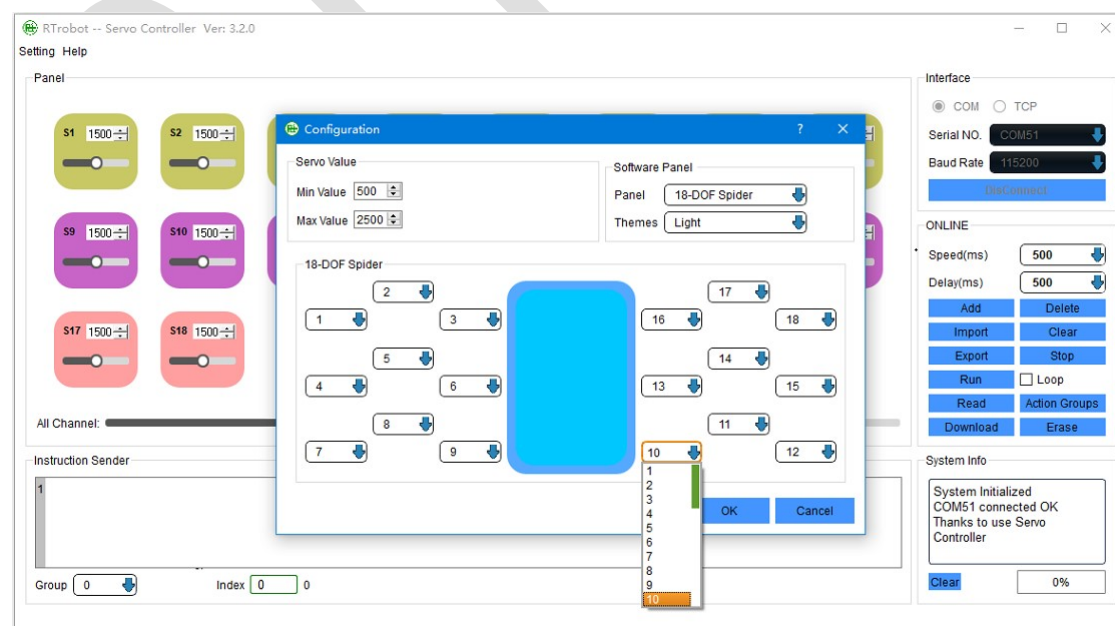 RTrobot -- Servo Controller Ver: 3.2.0
Setting Help
Panel
S1 1500
S2 1500
S9 1500
S10 1500
S17 1500
S18 1500
All Channel:
Configuration
? ×
Servo Value
Min Value 500
Max Value 2500
Software Panel
Panel 18-DOF Spider
Themes Light
18-DOF Spider
2 17
1 3 16 18
5 14
4 6 13 15
8 11
7 9 10 12
1
2
3
4
5
6
7
8
9
10
OK Cancel
Interface
COM TCP
Serial NO. COM51
Baud Rate 115200
DisConnect
ONLINE
Speed(ms) 500
Delay(ms) 500
Add Delete
Import Clear
Export Stop
Run Loop
Read Action Groups
Download Erase
Instruction Sender
1
Group 0 Index 0 0
System Info
System Initialized
COM51 connected OK
Thanks to use Servo
Controller
Clear 0%